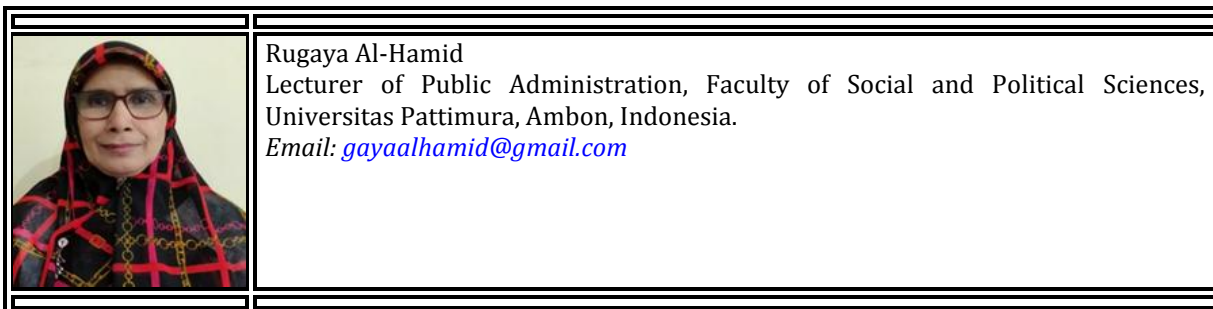 Rugaya Al-Hamid
Lecturer of Public Administration, Faculty of Social and Political Sciences,
Universitas Pattimura, Ambon, Indonesia.
Email: gayaalhamid@gmail.com